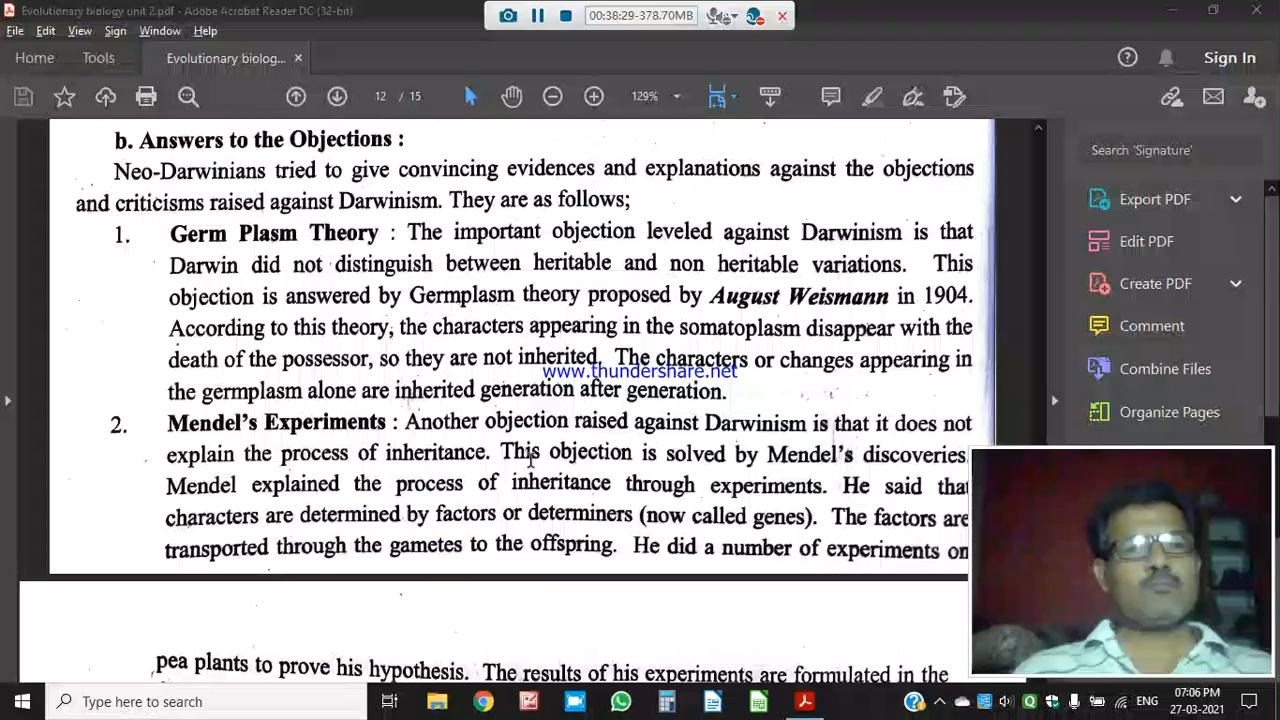 Evolutionary biology unit 2.pdf - Adobe Acrobat Reader DC (32-bit)
00:38:29-378.70MB
File Edit View Sign Window Help
Home Tools Evolutionary biolog... × Sign In
12 / 15 129%
b. Answers to the Objections :
Neo-Darwinians tried to give convincing evidences and explanations against the objections
and criticisms raised against Darwinism. They are as follows;
1. Germ Plasm Theory : The important objection leveled against Darwinism is that
Darwin did not distinguish between heritable and non heritable variations. This
objection is answered by Germplasm theory proposed by August Weismann in 1904.
According to this theory, the characters appearing in the somatoplasm disappear with the
death of the possessor, so they are not inherited. The characters or changes appearing in
www.thundershare.net
the germplasm alone are inherited generation after generation.
2. Mendel's Experiments : Another objection raised against Darwinism is that it does not
explain the process of inheritance. This objection is solved by Mendel's discoveries.
Mendel explained the process of inheritance through experiments. He said that
characters are determined by factors or determiners (now called genes). The factors are
transported through the gametes to the offspring. He did a number of experiments on
pea plants to prove his hypothesis. The results of his experiments are formulated in the
Search 'Signature'
Export PDF
Edit PDF
Create PDF
Comment
Combine Files
Organize Pages
Type here to search
ENG
07:06 PM
27-03-2021